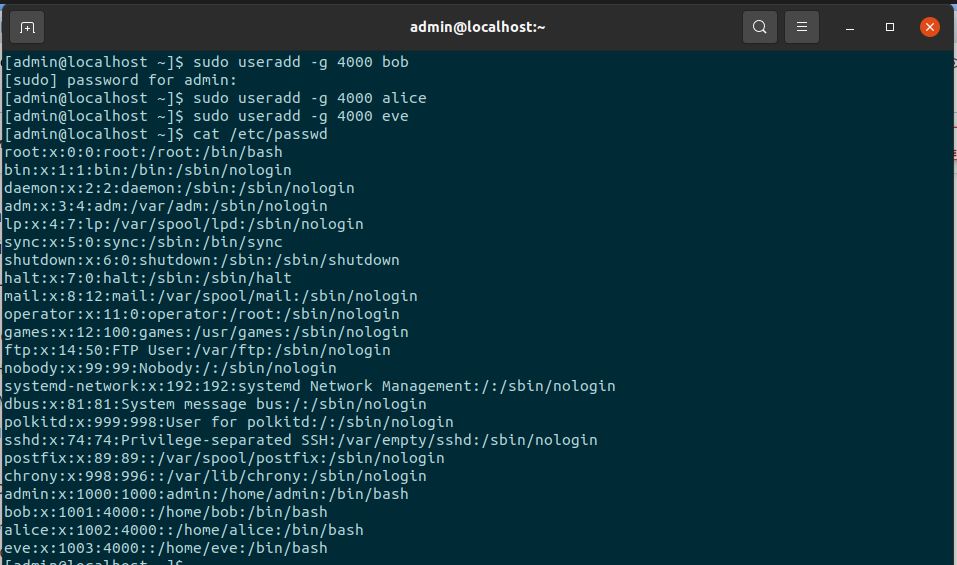 admin@localhost:~
[admin@localhost ~]$ sudo useradd -g 4000 bob
[sudo] password for admin:
[admin@localhost ~]$ sudo useradd -g 4000 alice
[admin@localhost ~]$ sudo useradd -g 4000 eve
[admin@localhost ~]$ cat /etc/passwd
root:x:0:0:root:/root:/bin/bash
bin:x:1:1:bin:/bin:/sbin/nologin
daemon:x:2:2:daemon:/sbin:/sbin/nologin
adm:x:3:4:adm:/var/adm:/sbin/nologin
lp:x:4:7:lp:/var/spool/lpd:/sbin/nologin
sync:x:5:0:sync:/sbin:/bin/sync
shutdown:x:6:0:shutdown:/sbin:/sbin/shutdown
halt:x:7:0:halt:/sbin:/sbin/halt
mail:x:8:12:mail:/var/spool/mail:/sbin/nologin
operator:x:11:0:operator:/root:/sbin/nologin
games:x:12:100:games:/usr/games:/sbin/nologin
ftp:x:14:50:FTP User:/var/ftp:/sbin/nologin
nobody:x:99:99:Nobody:/:/sbin/nologin
systemd-network:x:192:192:systemd Network Management:/:/sbin/nologin
dbus:x:81:81:System message bus:/:/sbin/nologin
polkitd:x:999:998:User for polkitd:/:/sbin/nologin
sshd:x:74:74:Privilege-separated SSH:/var/empty/sshd:/sbin/nologin
postfix:x:89:89::/var/spool/postfix:/sbin/nologin
chrony:x:998:996::/var/lib/chrony:/sbin/nologin
admin:x:1000:1000:admin:/home/admin:/bin/bash
bob:x:1001:4000::/home/bob:/bin/bash
alice:x:1002:4000::/home/alice:/bin/bash
eve:x:1003:4000::/home/eve:/bin/bash
[admin@localhost ~]$